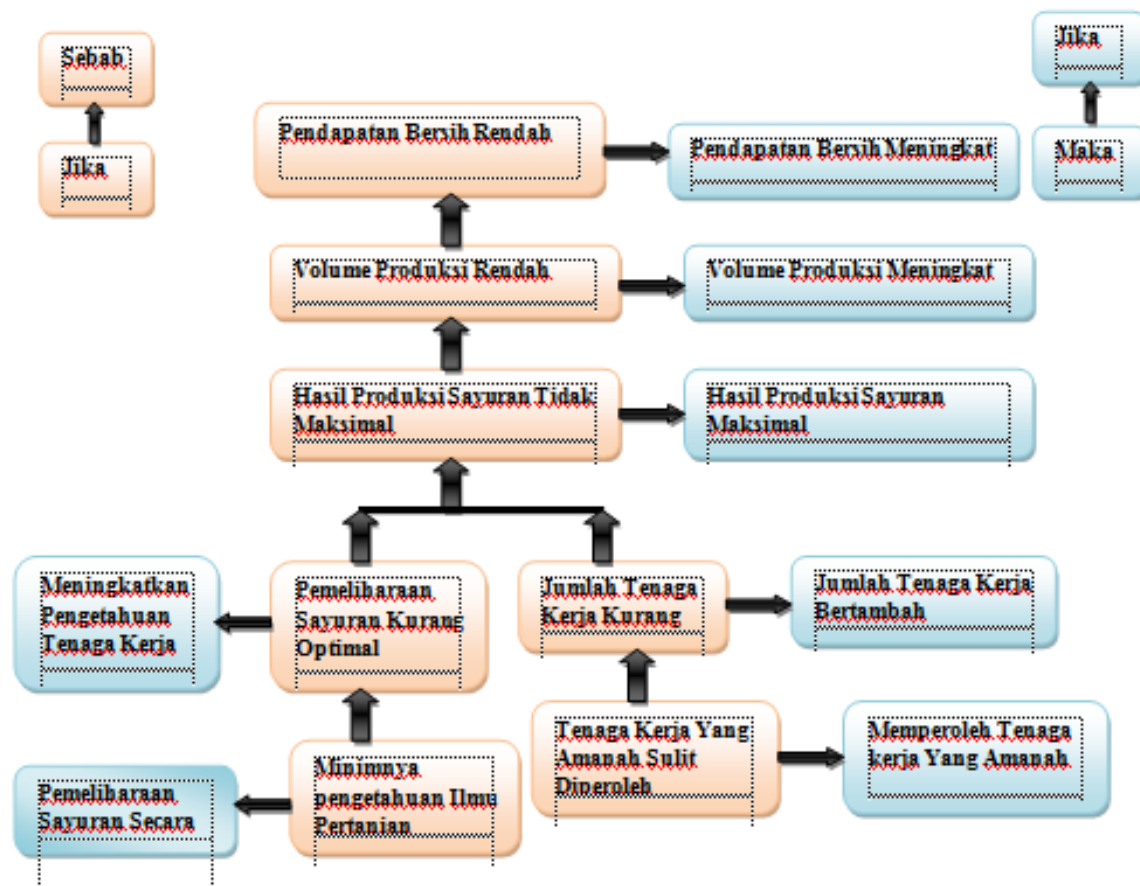 Sebab
Jika
Jika
Maka
Pendapatan Bersih Rendah
Pendapatan Bersih Meningkat
Volume Produksi Rendah
Volume Produksi Meningkat
Hasil Produksi Sayuran Tidak
Maksimal
Hasil Produksi Sayuran
Maksimal
Meningkatkan
Pengetahuan
Tenaga Kerja
Pemeliharaan
Sayuran Kurang
Optimal
Jumlah Tenaga
Kerja Kurang
Jumlah Tenaga Kerja
Bertambah
Pemeliharaan
Sayuran Secara
Minimnya
pengetahuan Ilmu
Pertanian
Tenaga Kerja Yang
Amanah Sulit
Diperoleh
Memperoleh Tenaga
kerja Yang Amanah